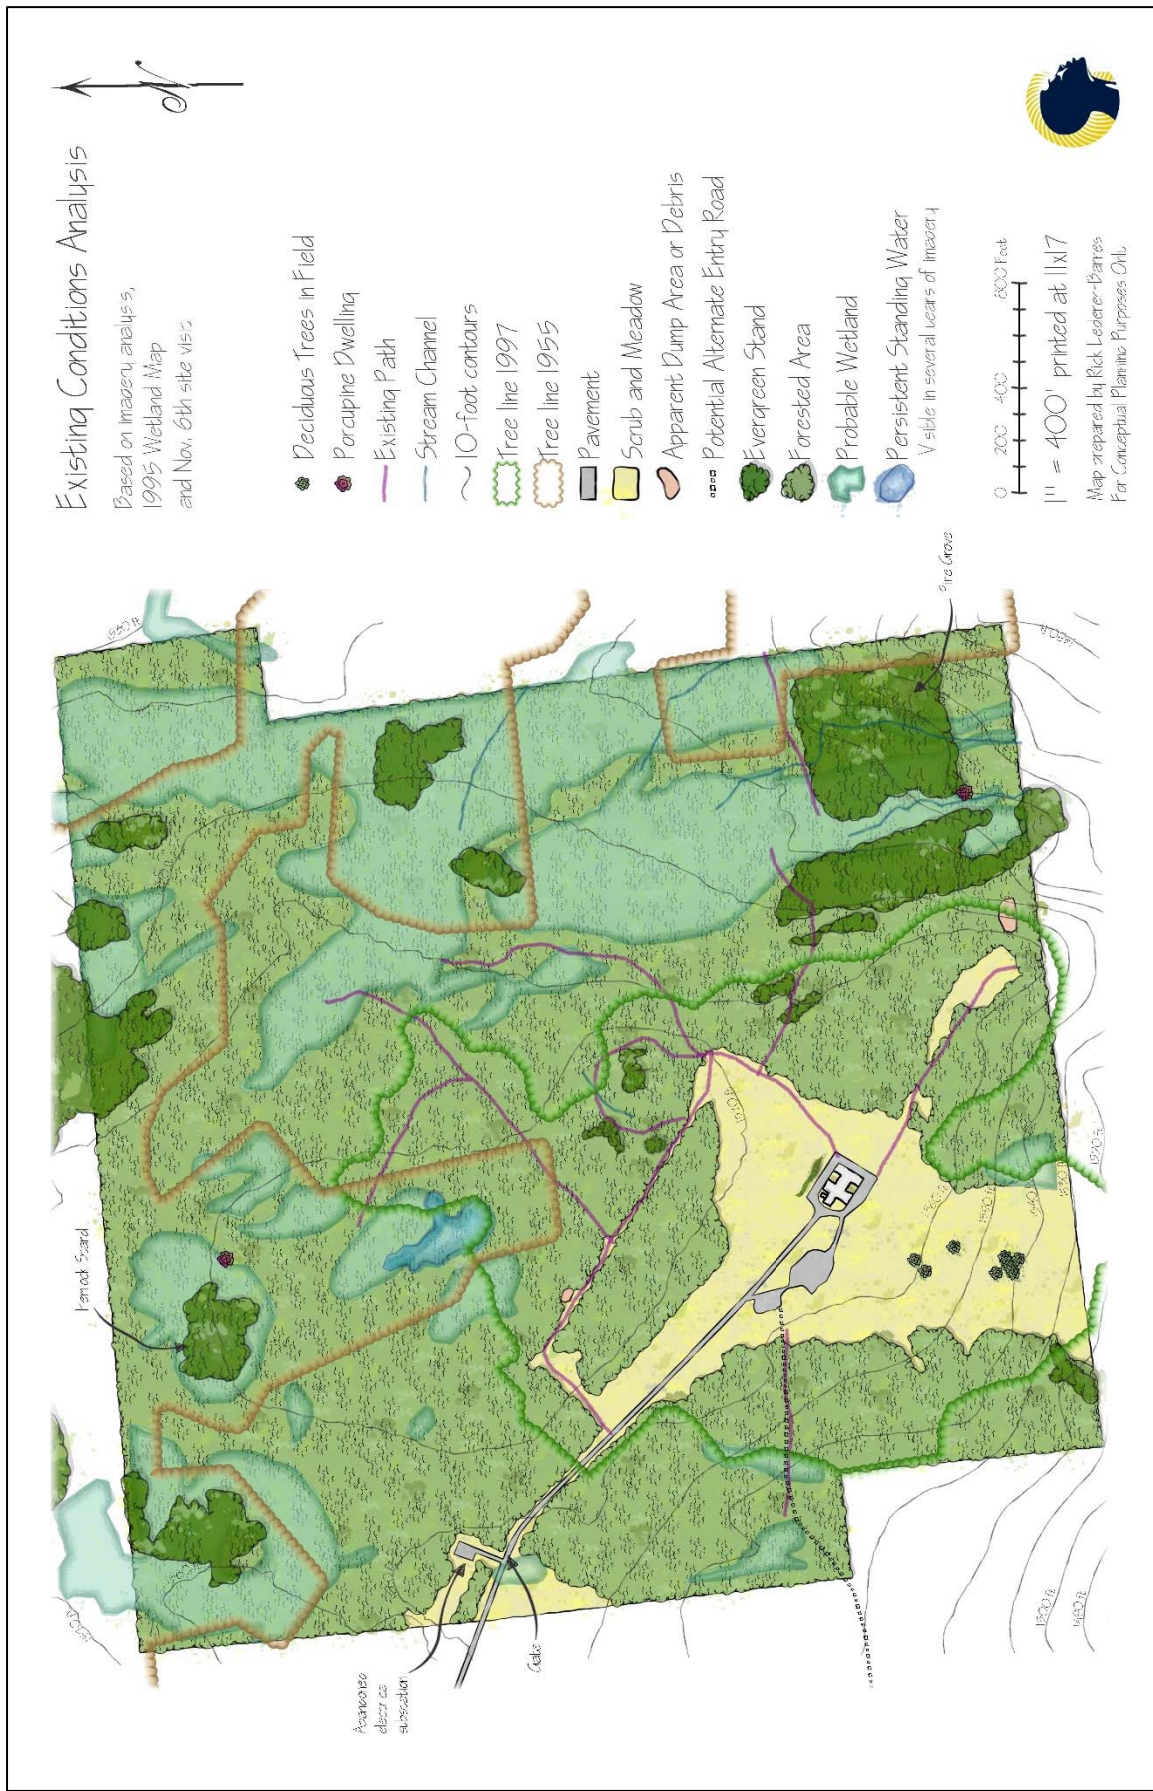 Existing Conditions Analysis
Based on imagery analysis,
1995 Wetland Map
and Nov. 6th site visit
N
Deciduous Trees in Field
Porcupine Dwelling
Existing Path
Stream Channel
10-foot contours
Tree line 1997
Tree line 1955
Pavement
Scrub and Meadow
Apparent Dump Area or Debris
Potential Alternate Entry Road
Evergreen Stand
Forested Area
Probable Wetland
Persistent Standing Water
Visible in several years of imagery
0 200 400 800 Feet
1" = 400' printed at 11x17
Map prepared by Rick Lederer-Barnes
For Conceptual Planning Purposes Only
Hemlock Stand
Pine Grove
Abandoned
substation
Gate